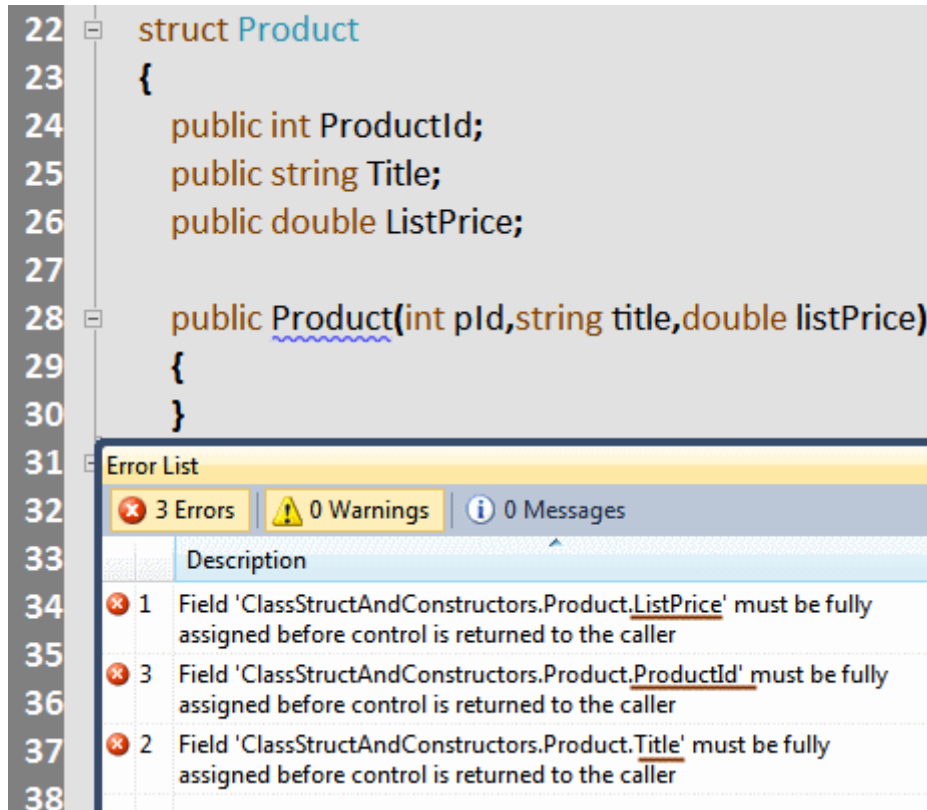 22 struct Product
23 {
24 public int ProductId;
25 public string Title;
26 public double ListPrice;
27
28 public Product(int pId,string title,double listPrice)
29 {
30 }
31
Error List
32
3 Errors 0 Warnings 0 Messages
33
Description
34
1 Field 'ClassStructAndConstructors.Product.ListPrice' must be fully
assigned before control is returned to the caller
35
3 Field 'ClassStructAndConstructors.Product.ProductId' must be fully
36
assigned before control is returned to the caller
37
2 Field 'ClassStructAndConstructors.Product.Title' must be fully
assigned before control is returned to the caller
38